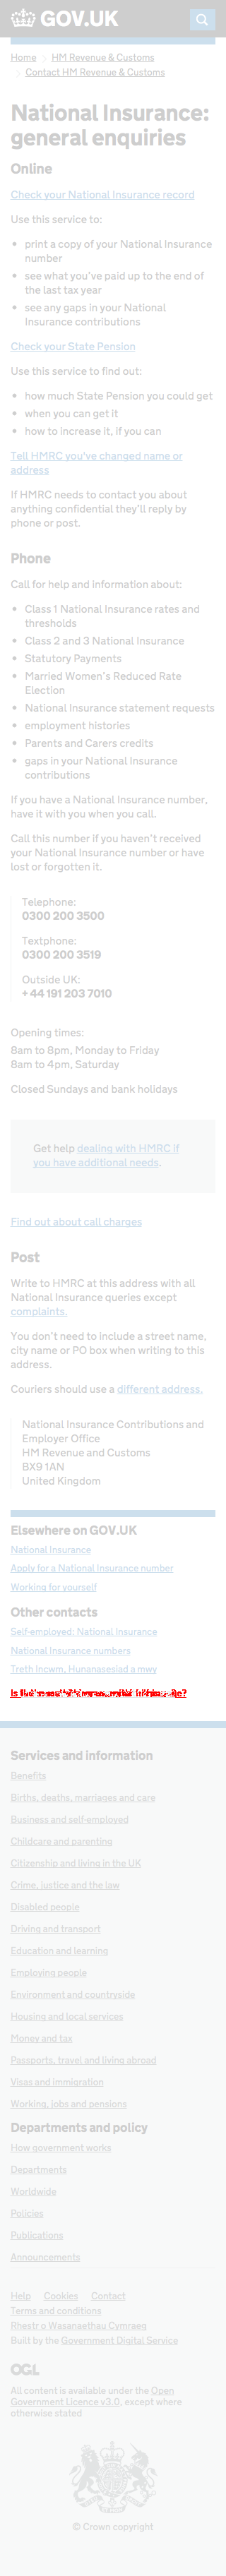 GOV.UK
Home
HM Revenue & Customs
Contact HM Revenue & Customs
National Insurance:
general enquiries
Online
Check your National Insurance record
Use this service to:
print a copy of your National Insurance
number
see what you've paid up to the end of
the last tax year
see any gaps in your National
Insurance contributions
Check your State Pension
Use this service to find out:
how much State Pension you could get
when you can get it
how to increase it, if you can
Tell HMRC you've changed name or
address
If HMRC needs to contact you about
anything confidential they'll reply by
phone or post.
Phone
Call for help and information about:
Class 1 National Insurance rates and
thresholds
Class 2 and 3 National Insurance
Statutory Payments
Married Women's Reduced Rate
Election
National Insurance statement requests
employment histories
Parents and Carers credits
gaps in your National Insurance
contributions
If you have a National Insurance number,
have it with you when you call.
Call this number if you haven't received
your National Insurance number or have
lost or forgotten it.
Telephone:
0300 200 3500
Textphone:
0300 200 3519
Outside UK:
+ 44 191 203 7010
Opening times:
8am to 8pm, Monday to Friday
8am to 4pm, Saturday
Closed Sundays and bank holidays
Get help dealing with HMRC if
you have additional needs.
Find out about call charges
Post
Write to HMRC at this address with all
National Insurance queries except
complaints.
You don't need to include a street name,
city name or PO box when writing to this
address.
Couriers should use a different address.
National Insurance Contributions and
Employer Office
HM Revenue and Customs
BX9 1AN
United Kingdom
Elsewhere on GOV.UK
National Insurance
Apply for a National Insurance number
Working for yourself
Other contacts
Self-employed: National Insurance
National Insurance numbers
Treth Incwm, Hunanasesiad a mwy
Is
Services and information
Benefits
Births, deaths, marriages and care
Business and self-employed
Childcare and parenting
Citizenship and living in the UK
Crime, justice and the law
Disabled people
Driving and transport
Education and learning
Employing people
Environment and countryside
Housing and local services
Money and tax
Passports, travel and living abroad
Visas and immigration
Working, jobs and pensions
Departments and policy
How government works
Departments
Worldwide
Policies
Publications
Announcements
Help Cookies Contact
Terms and conditions
Rhestr o Wasanaethau Cymraeg
Built by the Government Digital Service
OGL
All content is available under the Open
Government Licence v3.0, except where
otherwise stated
© Crown copyright